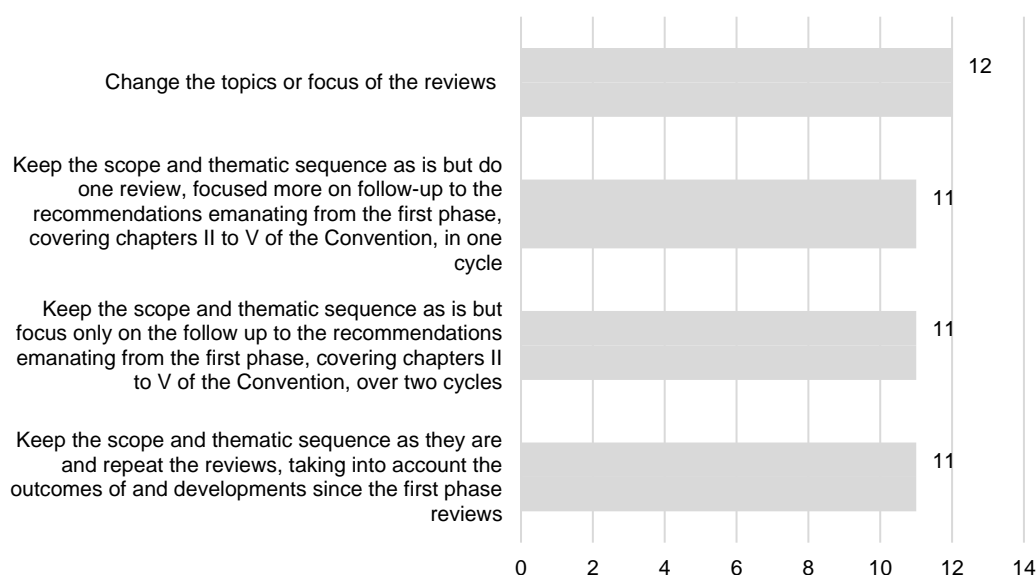 Change the topics or focus of the reviews
12
Keep the scope and thematic sequence as is but do
one review, focused more on follow-up to the
recommendations emanating from the first phase,
covering chapters II to V of the Convention, in one
cycle
11
Keep the scope and thematic sequence as is but
focus only on the follow up to the recommendations
emanating from the first phase, covering chapters II
to V of the Convention, over two cycles
11
Keep the scope and thematic sequence as they are
and repeat the reviews, taking into account the
outcomes of and developments since the first phase
reviews
11
0 2 4 6 8 10 12 14